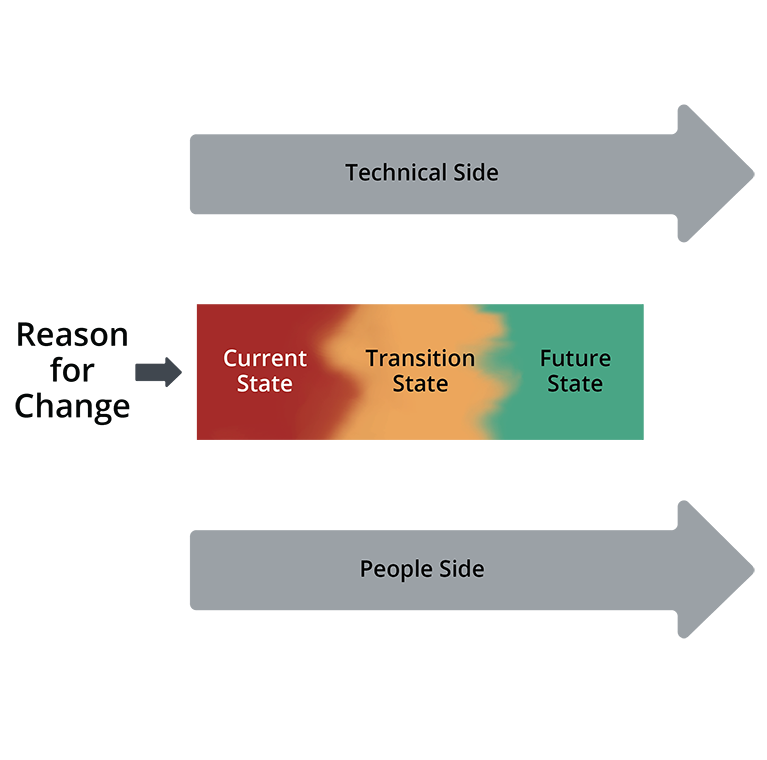 Technical Side
Reason
for
Change
Current
State
Transition
State
Future
State
People Side